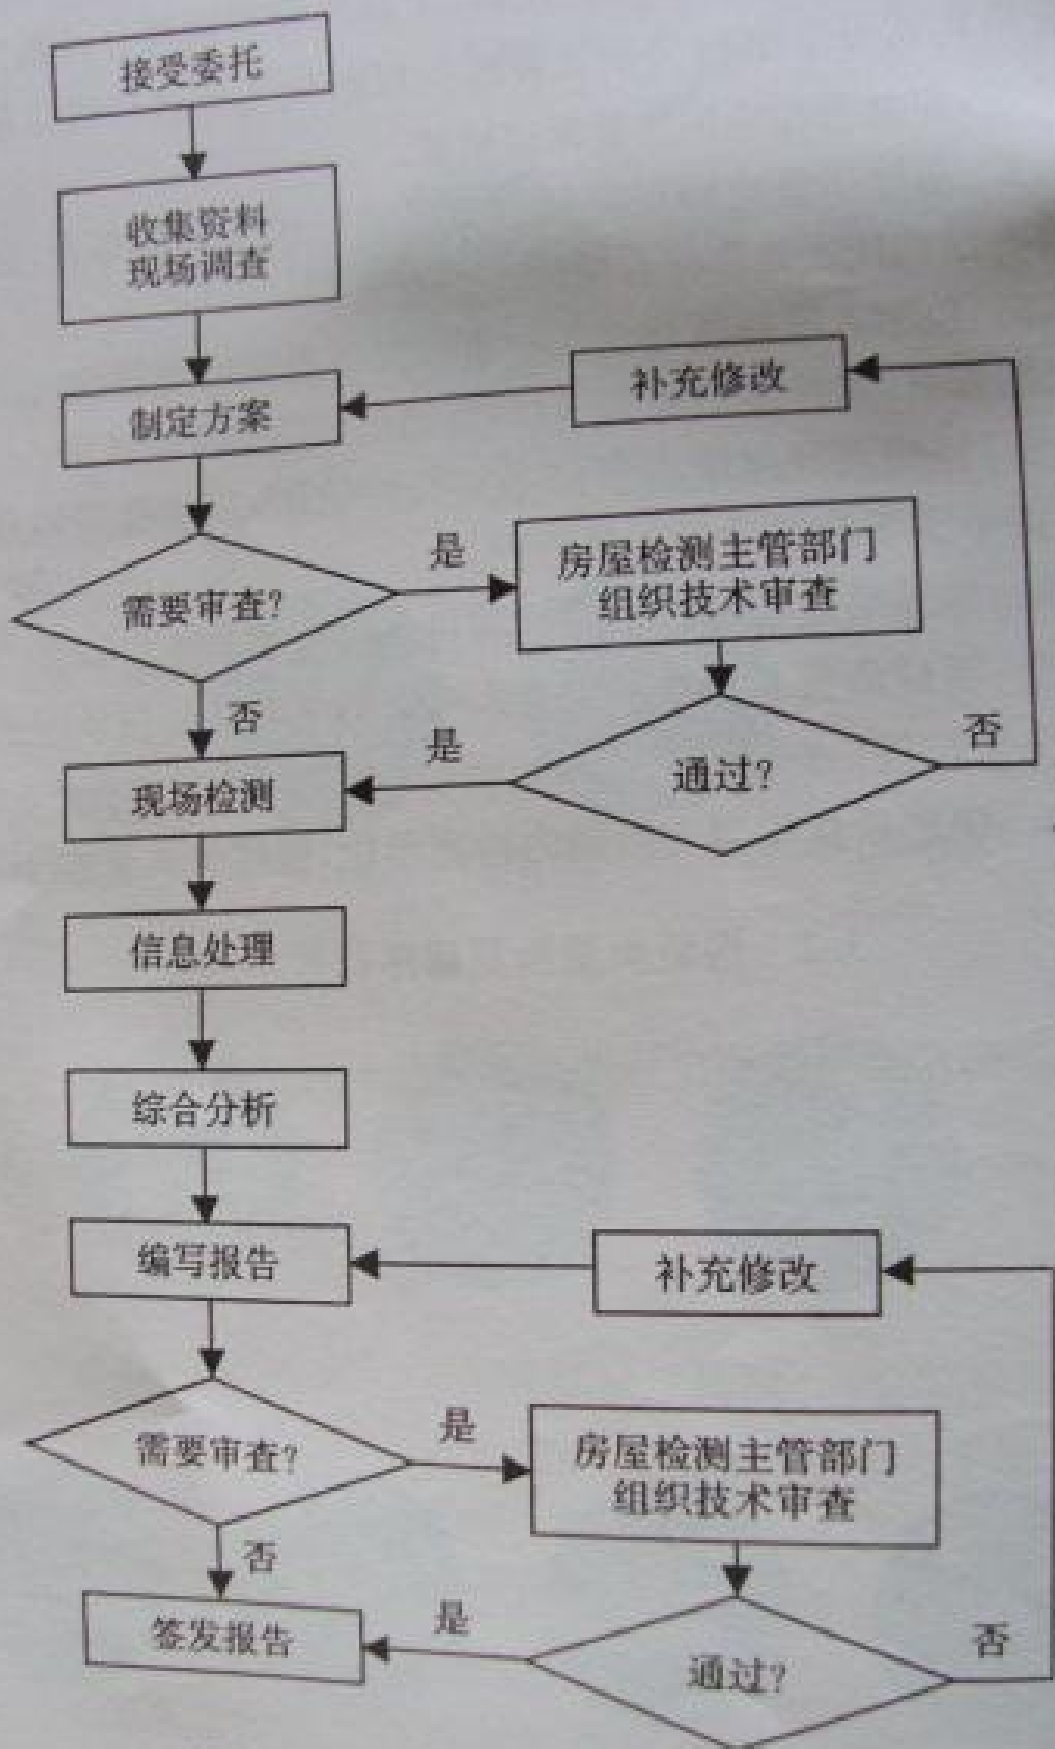 接受委托
收集资料
现场调查
补充修改
制定方案
是
房屋检测主管部门
组织技术审查
需要审查?
否
是
否
通过?
现场检测
信息处理
综合分析
编写报告
补充修改
是
房屋检测主管部门
组织技术审查
需要审查?
否
是
否
签发报告
通过?